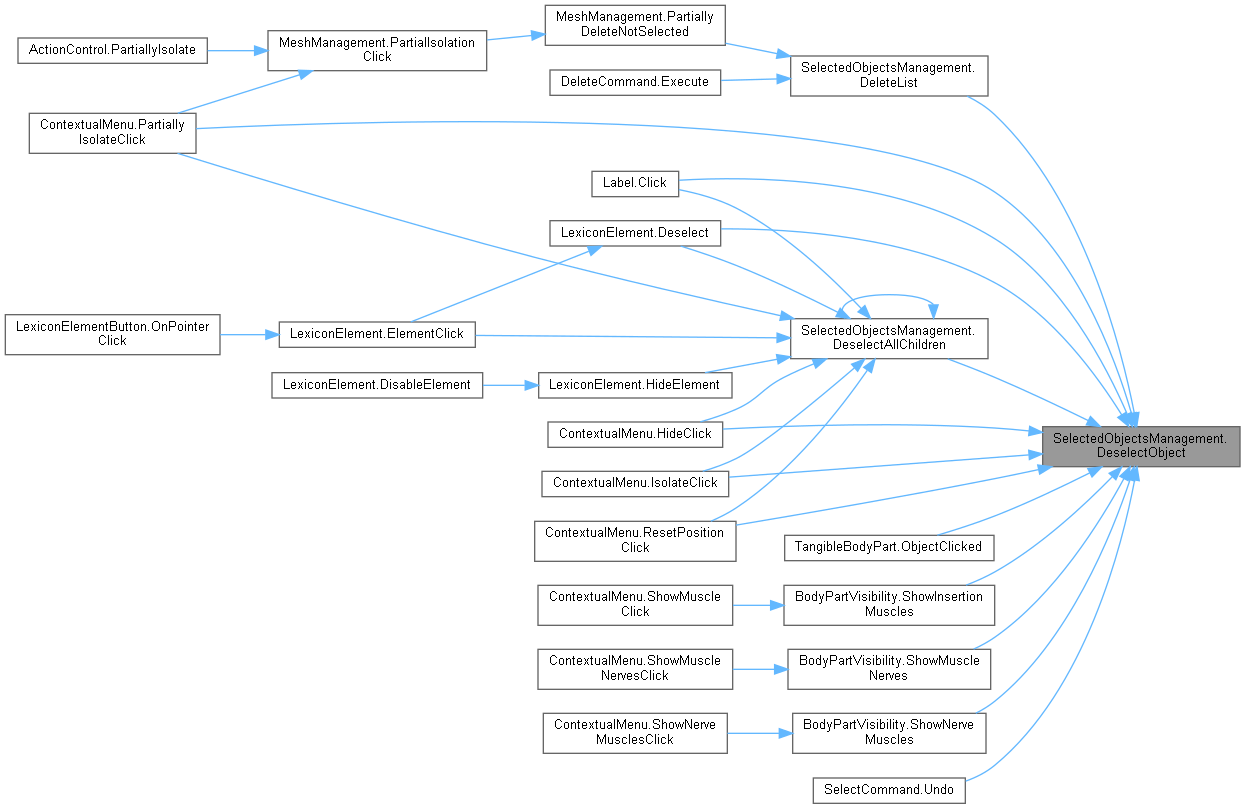 MeshManagement.Partially
DeleteNotSelected
ActionControl.PartiallyIsolate
MeshManagement.PartialIsolation
Click
SelectedObjectsManagement.
DeleteList
DeleteCommand.Execute
ContextualMenu.Partially
IsolateClick
Label.Click
LexiconElement.Deselect
LexiconElementButton.OnPointer
Click
LexiconElement.ElementClick
SelectedObjectsManagement.
DeselectAllChildren
LexiconElement.DisableElement
LexiconElement.HideElement
ContextualMenu.HideClick
SelectedObjectsManagement.
DeselectObject
ContextualMenu.IsolateClick
ContextualMenu.ResetPosition
Click
TangibleBodyPart.ObjectClicked
ContextualMenu.ShowMuscle
Click
BodyPartVisibility.ShowInsertion
Muscles
ContextualMenu.ShowMuscle
NervesClick
BodyPartVisibility.ShowMuscle
Nerves
ContextualMenu.ShowNerve
MusclesClick
BodyPartVisibility.ShowNerve
Muscles
SelectCommand.Undo